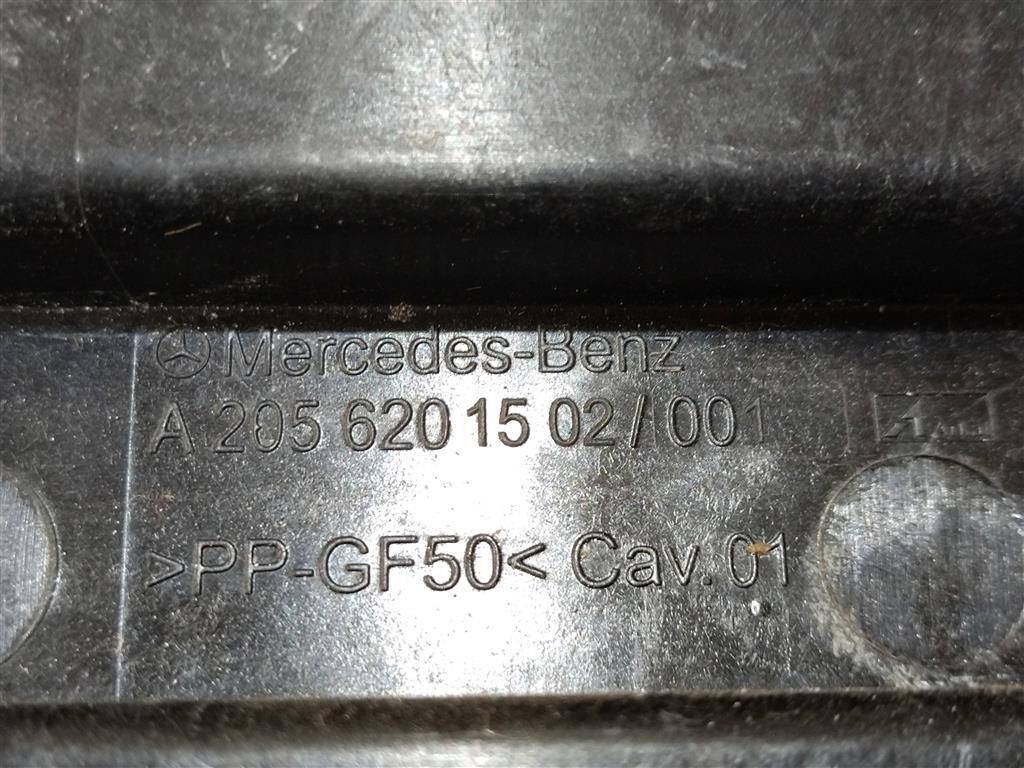 Mercedes-Benz
A 205 620 15 02 / 001
>PP-GF50< Cav. 01